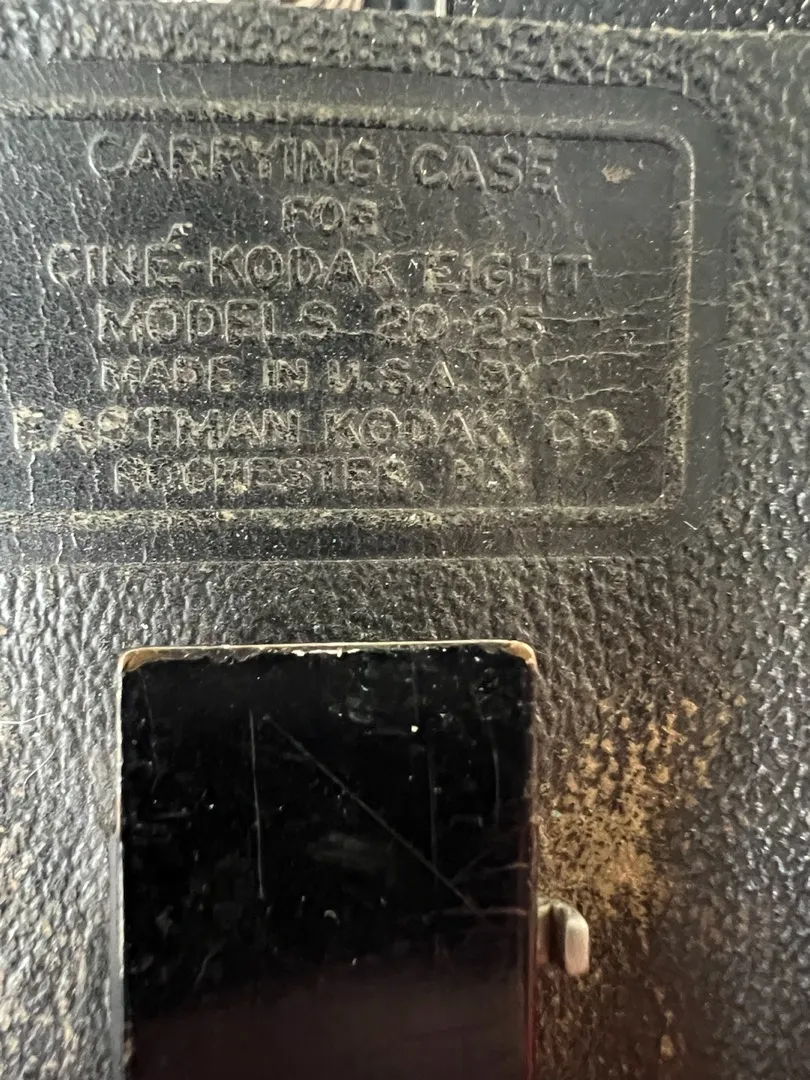 CARRYING CASE
FOR
CINÉ-KODAK EIGHT
MODELS 20-25
MADE IN U.S.A. BY
EASTMAN KODAK CO.
ROCHESTER, N.Y.